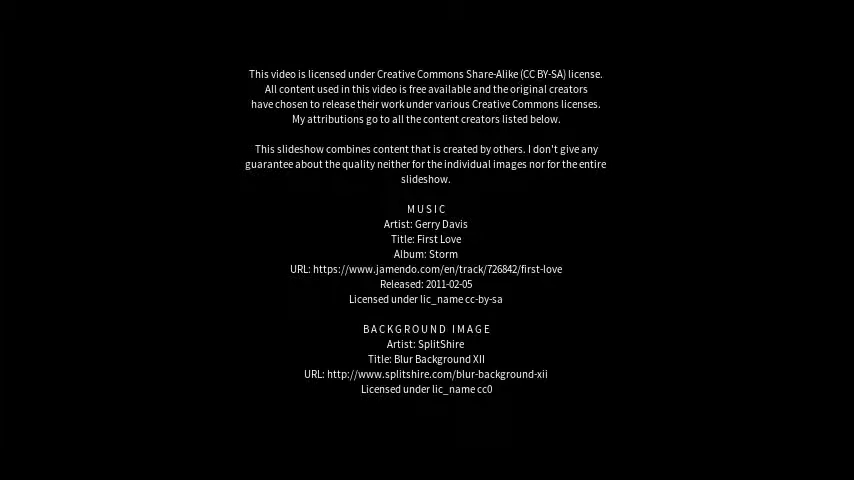 This video is licensed under Creative Commons Share-Alike (CC BY-SA) license.
All content used in this video is free available and the original creators
have chosen to release their work under various Creative Commons licenses.
My attributions go to all the content creators listed below.
This slideshow combines content that is created by others. I don't give any
guarantee about the quality neither for the individual images nor for the entire
slideshow.
MUSIC
Artist: Gerry Davis
Title: First Love
Album: Storm
URL: https://www.jamendo.com/en/track/726842/first-love
Released: 2011-02-05
Licensed under lic_name cc-by-sa
BACKGROUND IMAGE
Artist: SplitShire
Title: Blur Background XII
URL: http://www.splitshire.com/blur-background-xii
Licensed under lic_name cc0